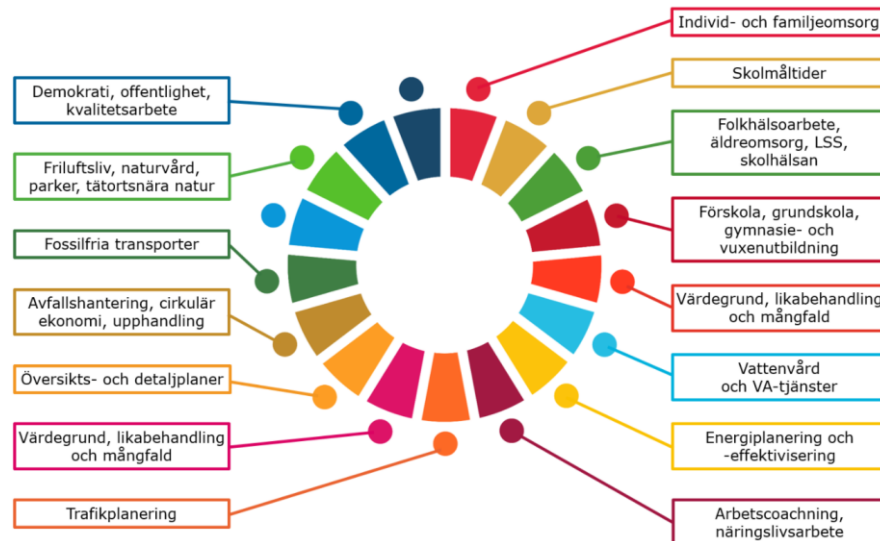 Individ- och familjeomsorg
Skolmåltider
Folkhälsoarbete,
äldreomsorg, LSS,
skolhälsan
Förskola, grundskola,
gymnasie- och
vuxenutbildning
Värdegrund, likabehandling
och mångfald
Vattenvård
och VA-tjänster
Energiplanering och
-effektivisering
Arbetscoachning,
näringslivsarbete
Demokrati, offentlighet,
kvalitetsarbete
Friluftsliv, naturvård,
parker, tätortsnära natur
Fossilfria transporter
Avfallshantering, cirkulär
ekonomi, upphandling
Översikts- och detaljplaner
Värdegrund, likabehandling
och mångfald
Trafikplanering